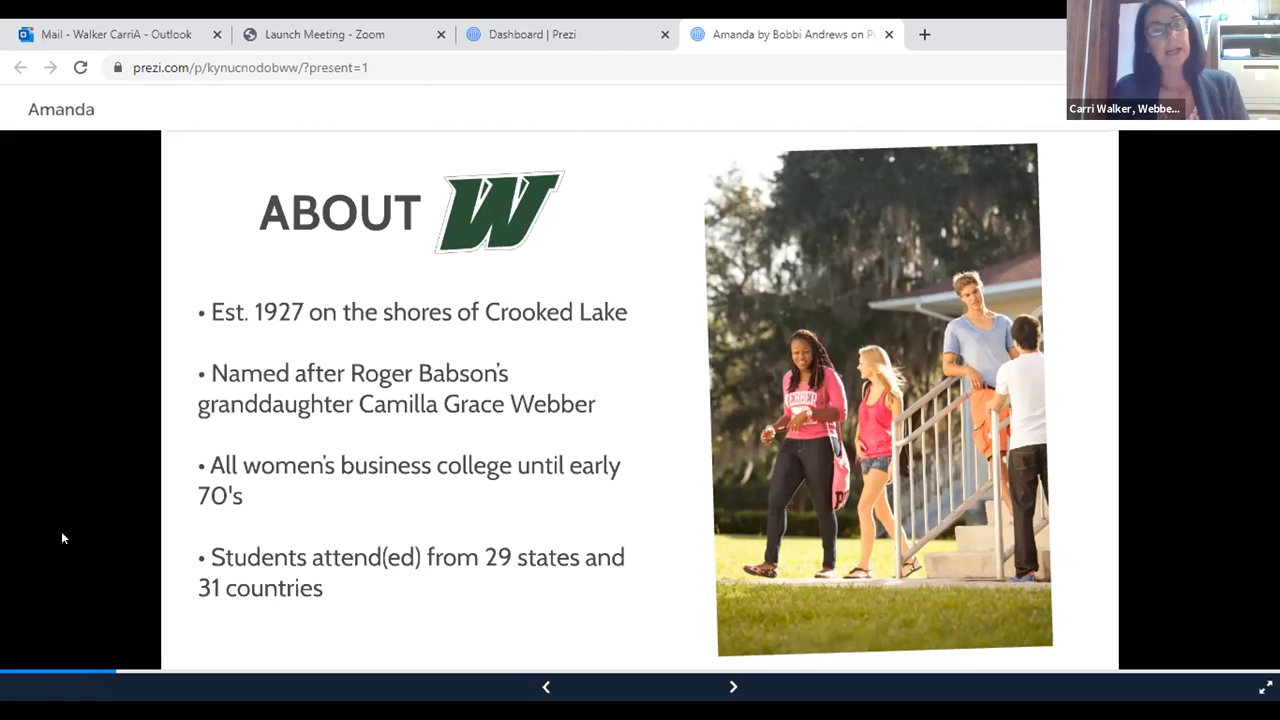 Mail - Walker CarriA - Outlook
Launch Meeting - Zoom
Dashboard | Prezi
Amanda by Bobbi Andrews on Pr
prezi.com/p/kynucnodobww/?present=1
Carri Walker, Webbe...
Amanda
ABOUT W
• Est. 1927 on the shores of Crooked Lake
• Named after Roger Babson's
granddaughter Camilla Grace Webber
• All women's business college until early
70's
• Students attend(ed) from 29 states and
31 countries
WEBBER